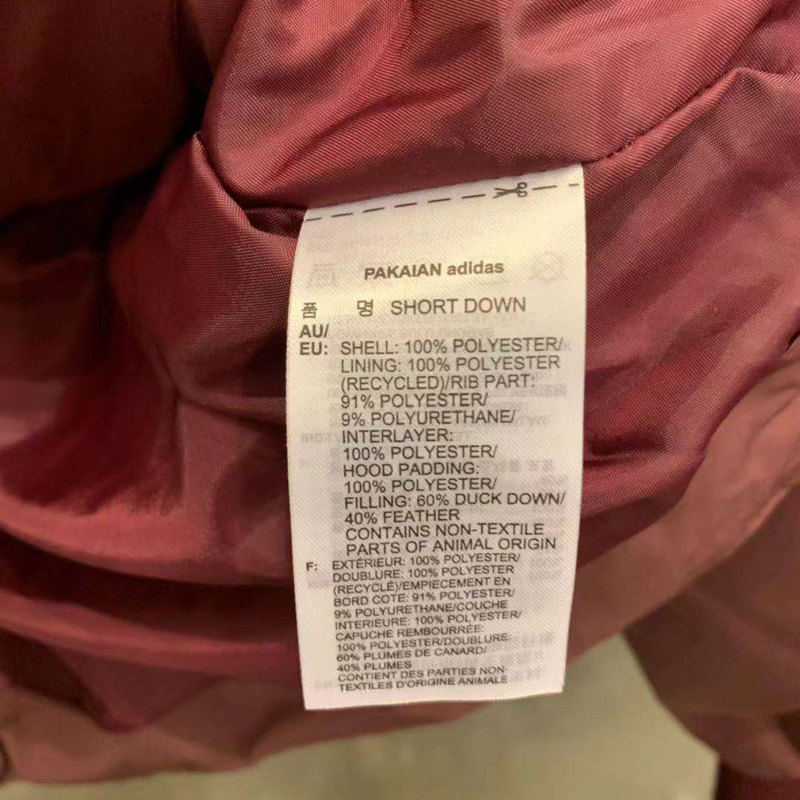 PAKAIAN adidas
품 명 SHORT DOWN
AU/
EU: SHELL: 100% POLYESTER/
LINING: 100% POLYESTER
(RECYCLED)/RIB PART:
91% POLYESTER/
9% POLYURETHANE/
INTERLAYER:
100% POLYESTER/
HOOD PADDING:
100% POLYESTER/
FILLING: 60% DUCK DOWN/
40% FEATHER
CONTAINS NON-TEXTILE
PARTS OF ANIMAL ORIGIN
F: EXTÉRIEUR: 100% POLYESTER/
DOUBLURE: 100% POLYESTER
(RECYCLÉ)/EMPIECEMENT EN
BORD COTE: 91% POLYESTER/
9% POLYURETHANE/COUCHE
INTERIEURE: 100% POLYESTER/
CAPUCHE REMBOURRÉE:
100% POLYESTER/DOUBLURE:
60% PLUMES DE CANARD/
40% PLUMES
CONTIENT DES PARTIES NON-
TEXTILES D'ORIGINE ANIMALE